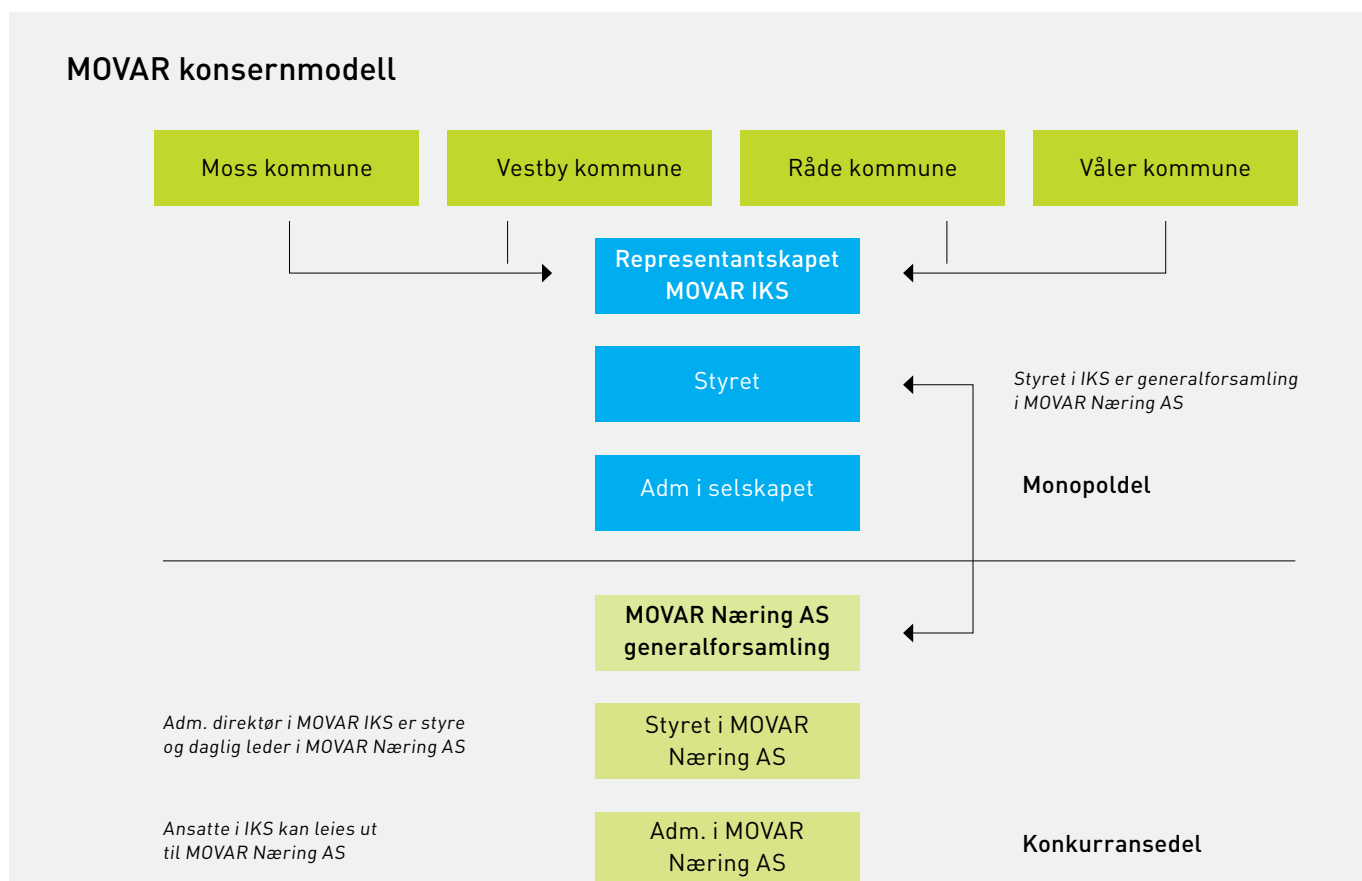 MOVAR konsernmodell
Moss kommune
Vestby kommune
Råde kommune
Våler kommune
Representantskapet
MOVAR IKS
Styret
Styret i IKS er generalforsamling
i MOVAR Næring AS
Adm i selskapet
Monopoldel
MOVAR Næring AS
generalforsamling
Adm. direktør i MOVAR IKS er styre
og daglig leder i MOVAR Næring AS
Styret i MOVAR
Næring AS
Ansatte i IKS kan leies ut
til MOVAR Næring AS
Adm. i MOVAR
Næring AS
Konkurransedel